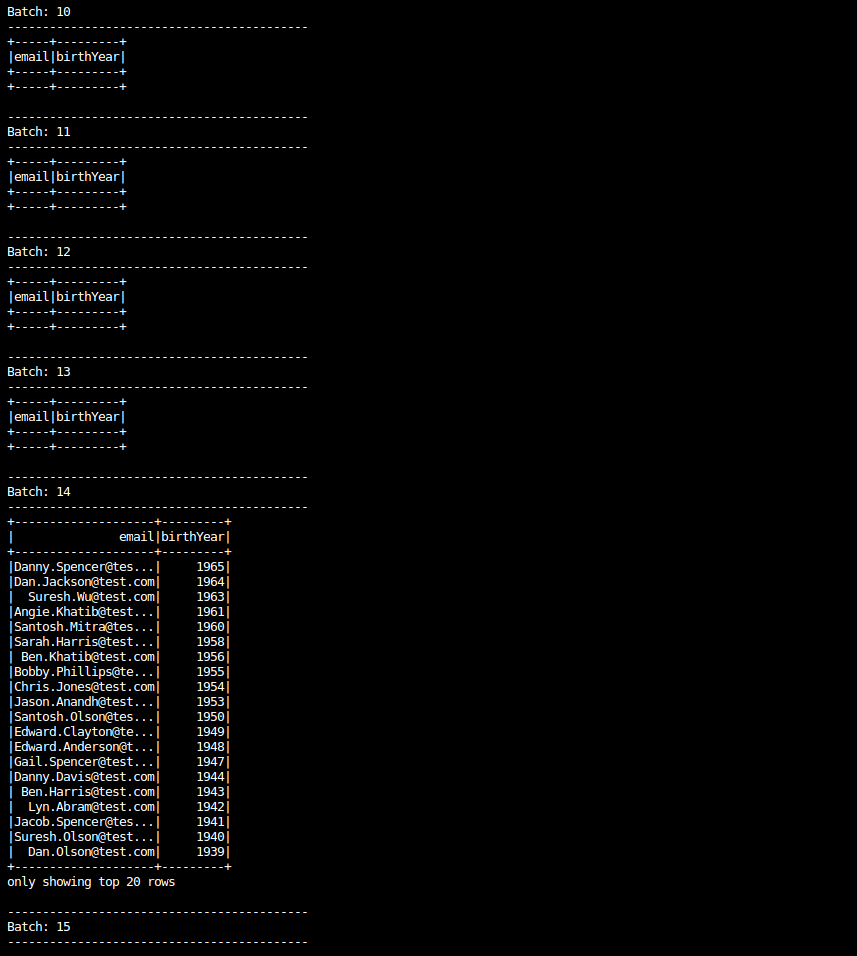 Batch: 10
-------------------------------------------
+-----+---------+
|email|birthYear|
+-----+---------+
+-----+---------+

-------------------------------------------
Batch: 11
-------------------------------------------
+-----+---------+
|email|birthYear|
+-----+---------+
+-----+---------+

-------------------------------------------
Batch: 12
-------------------------------------------
+-----+---------+
|email|birthYear|
+-----+---------+
+-----+---------+

-------------------------------------------
Batch: 13
-------------------------------------------
+-----+---------+
|email|birthYear|
+-----+---------+
+-----+---------+

-------------------------------------------
Batch: 14
-------------------------------------------
+--------------------+---------+
|               email|birthYear|
+--------------------+---------+
|Danny.Spencer@tes...|     1965|
|Dan.Jackson@test.com|     1964|
|  Suresh.Wu@test.com|     1963|
|Angie.Khatib@test...|     1961|
|Santosh.Mitra@tes...|     1960|
|Sarah.Harris@test...|     1958|
| Ben.Khatib@test.com|     1956|
|Bobby.Phillips@te...|     1955|
|Chris.Jones@test.com|     1954|
|Jason.Anandh@test...|     1953|
|Santosh.Olson@tes...|     1950|
|Edward.Clayton@te...|     1949|
|Edward.Anderson@t...|     1948|
|Gail.Spencer@test...|     1947|
|Danny.Davis@test.com|     1944|
| Ben.Harris@test.com|     1943|
|  Lyn.Abram@test.com|     1942|
|Jacob.Spencer@tes...|     1941|
|Suresh.Olson@test...|     1940|
|  Dan.Olson@test.com|     1939|
+--------------------+---------+
only showing top 20 rows

-------------------------------------------
Batch: 15
-------------------------------------------